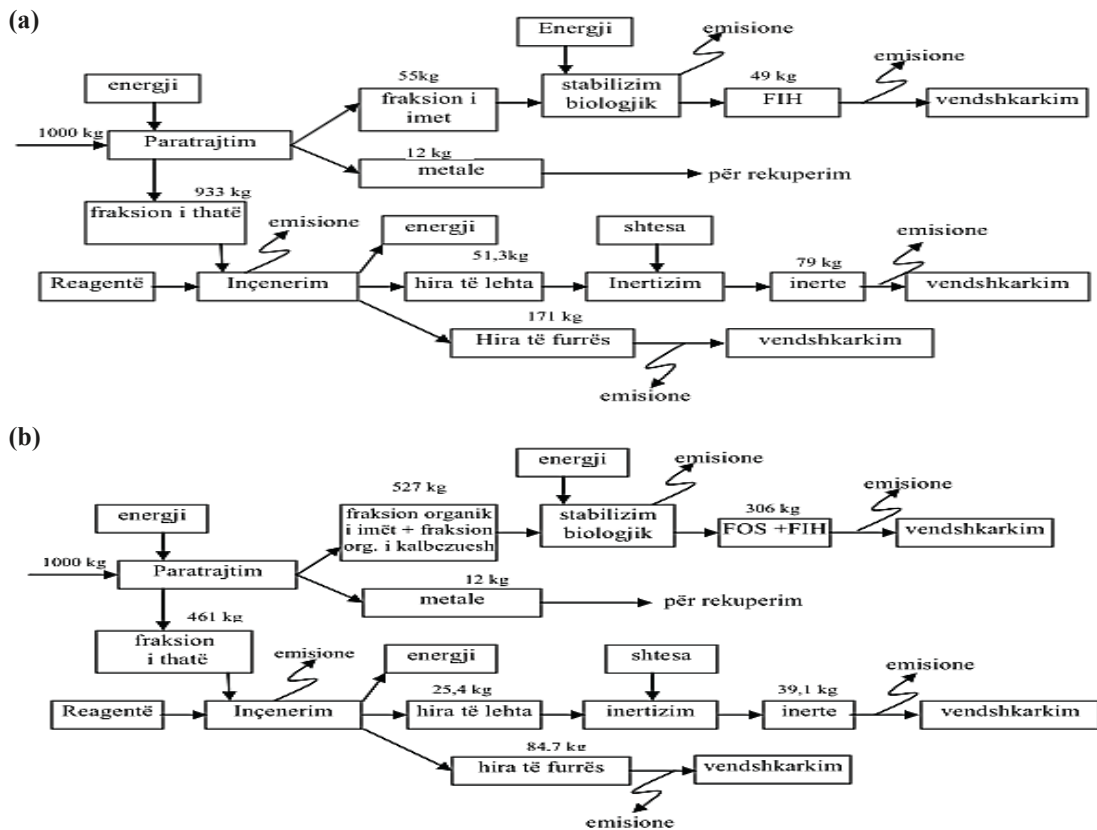 (a)
Energji
emisione
energji
55kg
fraksion i
imet
stabilizim
biologjik
49 kg
FIH
emisione
vendshkarkim
1000 kg
Paratrajtim
12 kg
metale
për rekuperim
933 kg
fraksion i thatë
emisione
energji
shtesa
emisione
Reagentë
Inçenerim
51,3kg
hira të lehta
Inertizim
79 kg
inerte
vendshkarkim
171 kg
Hira të furrës
vendshkarkim
emisione
(b)
energji
emisione
energji
527 kg
fraksion organik
i imët + fraksion
org. i kalbezuesh
stabilizim
biologjik
306 kg
FOS +FIH
emisione
vendshkarkim
1000 kg
Paratrajtim
12 kg
metale
për rekuperim
461 kg
fraksion
i thatë
emisione
energji
shtesa
emisione
Reagentë
Inçenerim
25,4 kg
hira të lehta
inertizim
39,1 kg
inerte
vendshkarkim
84.7 kg
hira të furrës
vendshkarkim
emisione